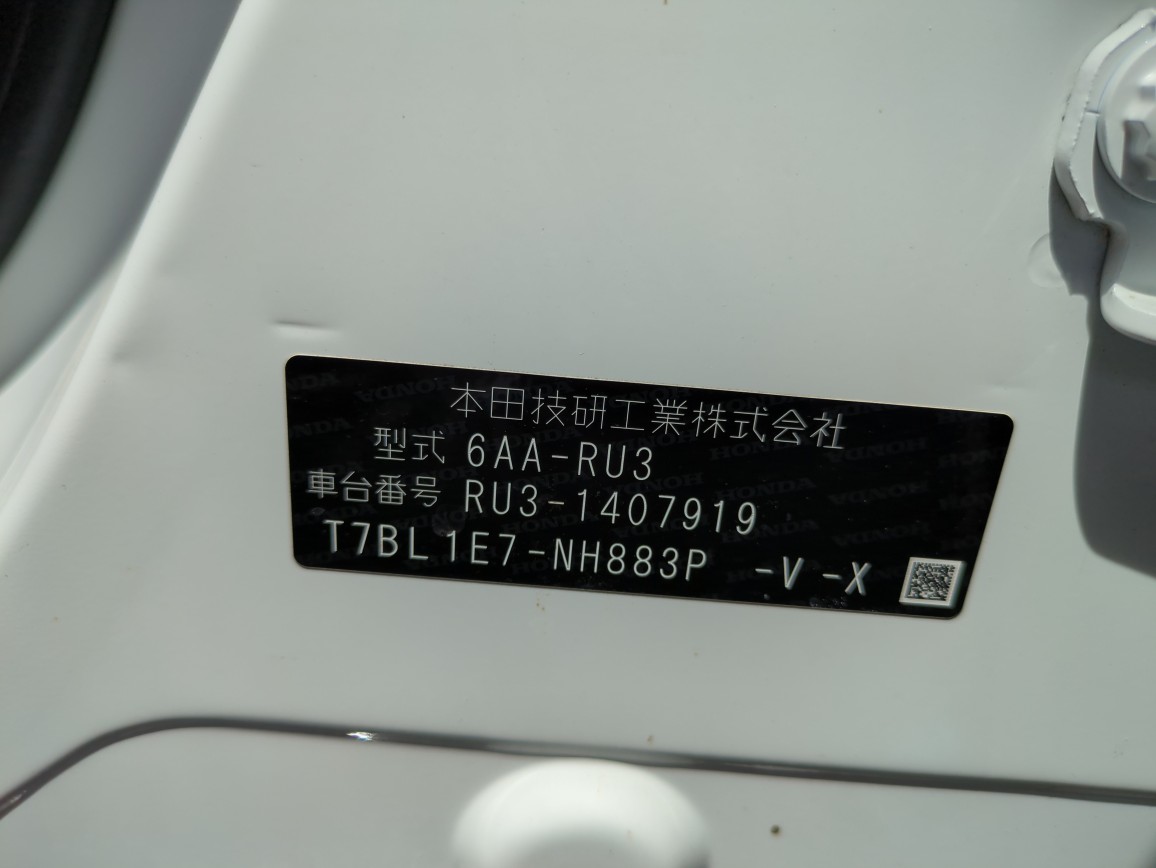 本田技研工業株式会社
型式 6AA-RU3
車台番号 RU3-1407919
T7BL1E7-NH883P -V -X